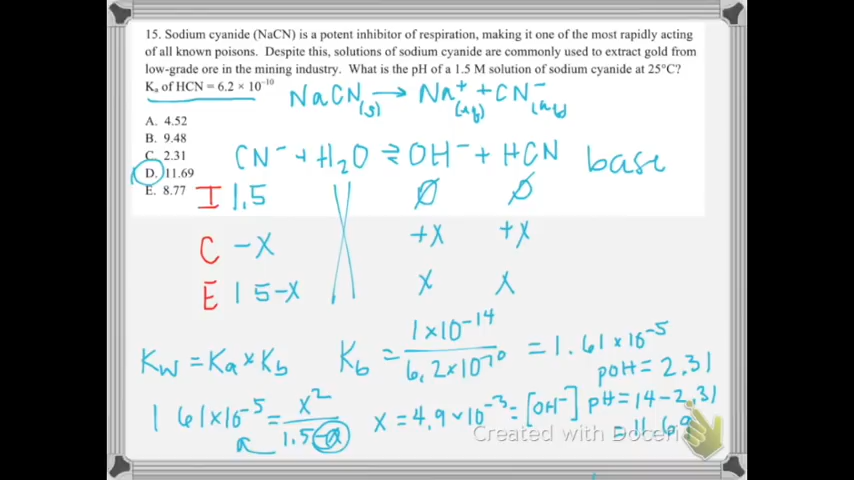 15. Sodium cyanide (NaCN) is a potent inhibitor of respiration, making it one of the most rapidly acting
of all known poisons. Despite this, solutions of sodium cyanide are commonly used to extract gold from
low-grade ore in the mining industry. What is the pH of a 1.5 M solution of sodium cyanide at 25°C?
Kₐ of HCN = 6.2 × 10⁻¹⁰
NaCN(s) → Na⁺(aq) + CN⁻(aq)
A. 4.52
B. 9.48
C. 2.31
D. 11.69
E. 8.77
CN⁻ + H₂O ⇌ OH⁻ + HCN base
I 1.5 0 0
C -x +x +x
E 1 5-x x x
Kw = Ka × Kb Kb = 1×10⁻¹⁴ / 6.2×10⁻¹⁰ = 1.61×10⁻⁵
pOH = 2.31
1 61×10⁻⁵ = x² / 1.5-x x = 4.9×10⁻³ = [OH⁻] pH = 14-2.31
= 11.69
Created with Doceri